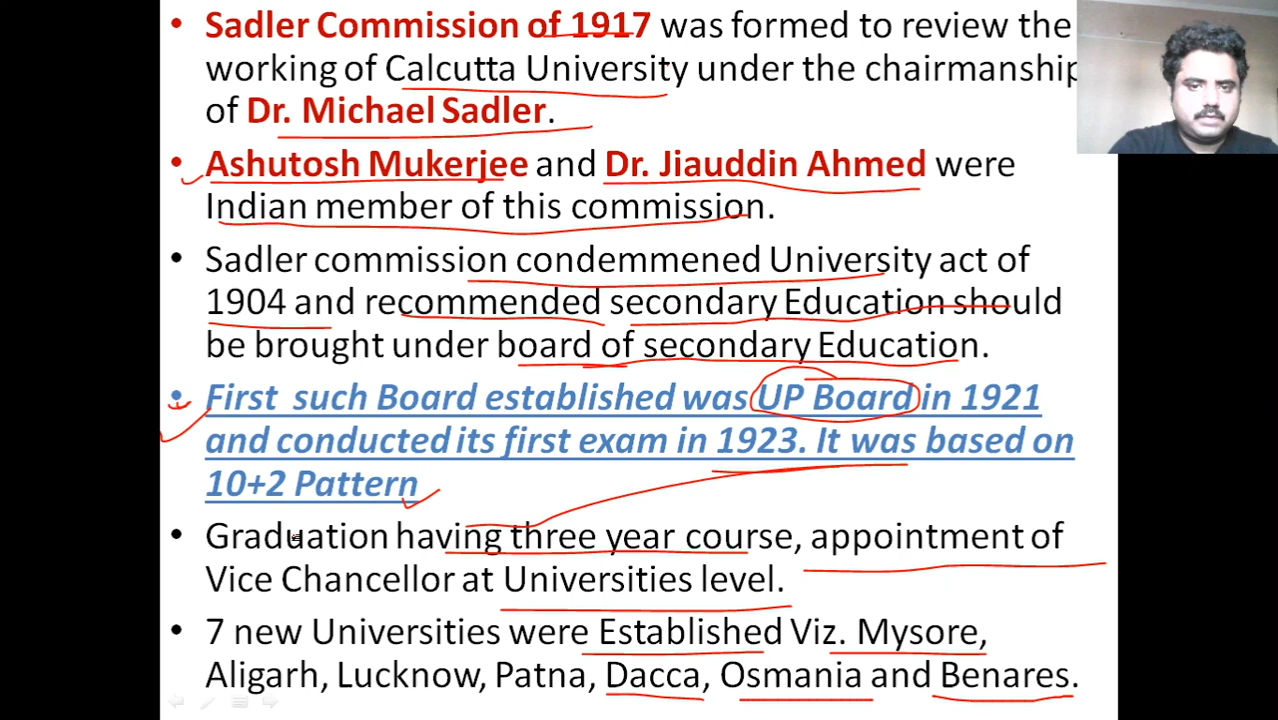 • Sadler Commission of 1917 was formed to review the
working of Calcutta University under the chairmanship
of Dr. Michael Sadler.
• Ashutosh Mukerjee and Dr. Jiauddin Ahmed were
Indian member of this commission.
• Sadler commission condemmened University act of
1904 and recommended secondary Education should
be brought under board of secondary Education.
• First such Board established was UP Board in 1921
and conducted its first exam in 1923. It was based on
10+2 Pattern
• Graduation having three year course, appointment of
Vice Chancellor at Universities level.
• 7 new Universities were Established Viz. Mysore,
Aligarh, Lucknow, Patna, Dacca, Osmania and Benares.